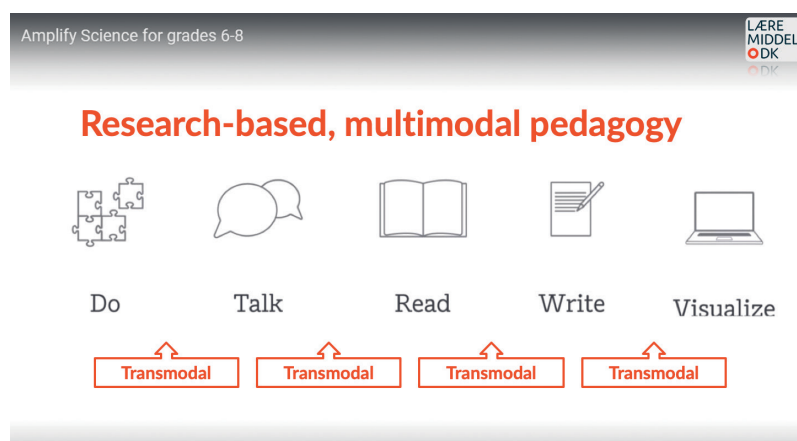 Amplify Science for grades 6-8
LÆRE
MIDDEL
DK
Research-based, multimodal pedagogy
Do
Talk
Read
Write
Visualize
Transmodal
Transmodal
Transmodal
Transmodal